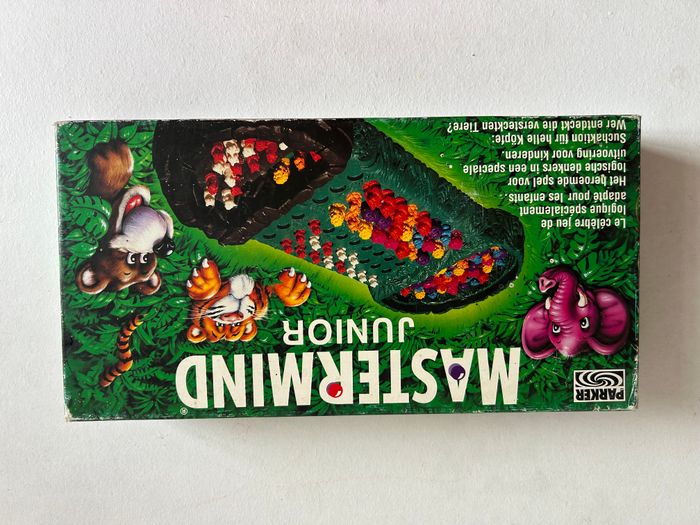 PARKER
MASTERMIND®
JUNIOR
Le célèbre jeu de
logique spécialement
adapté pour les enfants.
Het beroemde spel voor
logische denkers in een speciale
uitvoering voor kinderen.
Suchaktion für helle Köpfe:
Wer entdeckt die versteckten Tiere?